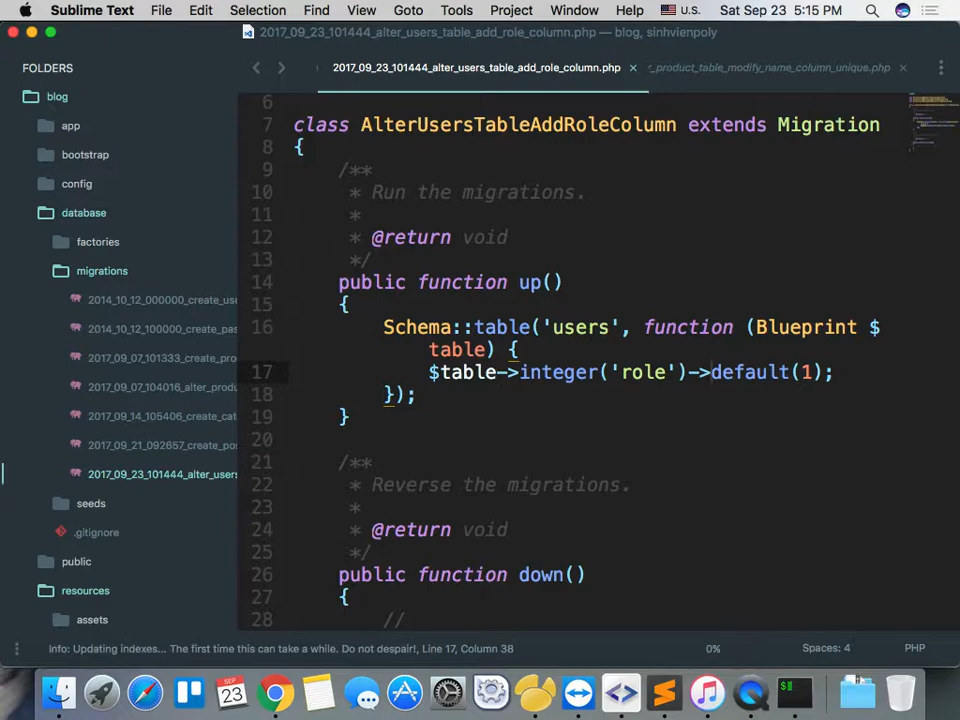 Sublime Text File Edit Selection Find View Goto Tools Project Window Help U.S. Sat Sep 23 5:15 PM
2017_09_23_101444_alter_users_table_add_role_column.php — blog, sinhvienpoly
FOLDERS
blog
app
bootstrap
config
database
factories
migrations
2014_10_12_000000_create_us
2014_10_12_100000_create_pas
2017_09_07_101333_create_pro
2017_09_07_104016_alter_produ
2017_09_14_105406_create_cat
2017_09_21_092657_create_pos
2017_09_23_101444_alter_users
seeds
.gitignore
public
resources
assets
2017_09_23_101444_alter_users_table_add_role_column.php × r_product_table_modify_name_column_unique.php ×
6
7 class AlterUsersTableAddRoleColumn extends Migration
8 {
9 /**
10 * Run the migrations.
11 *
12 * @return void
13 */
14 public function up()
15 {
16 Schema::table('users', function (Blueprint $
table) {
17 $table->integer('role')->default(1);
18 });
19 }
20
21 /**
22 * Reverse the migrations.
23 *
24 * @return void
25 */
26 public function down()
27 {
28 //
Info: Updating indexes... The first time this can take a while. Do not despair!, Line 17, Column 38 0% Spaces: 4 PHP
SEP
23